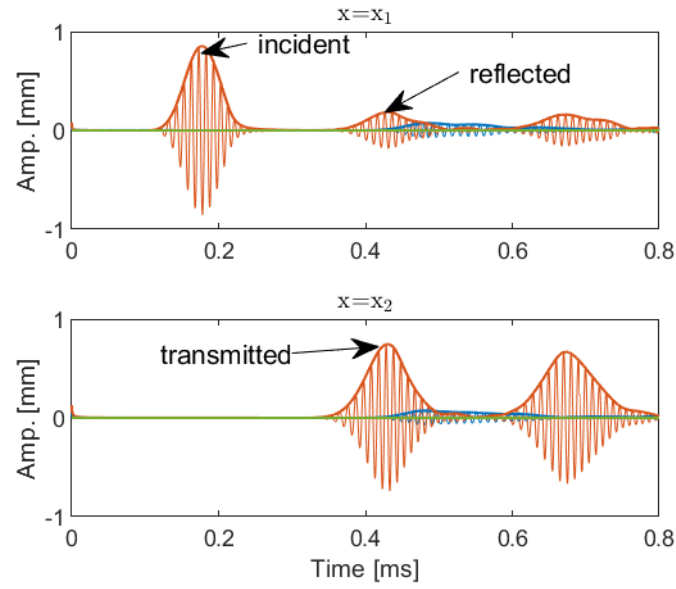 x=x₁
1
incident
reflected
Amp. [mm]
0
-1
0 0.2 0.4 0.6 0.8
x=x₂
1
transmitted
Amp. [mm]
0
-1
0 0.2 0.4 0.6 0.8
Time [ms]